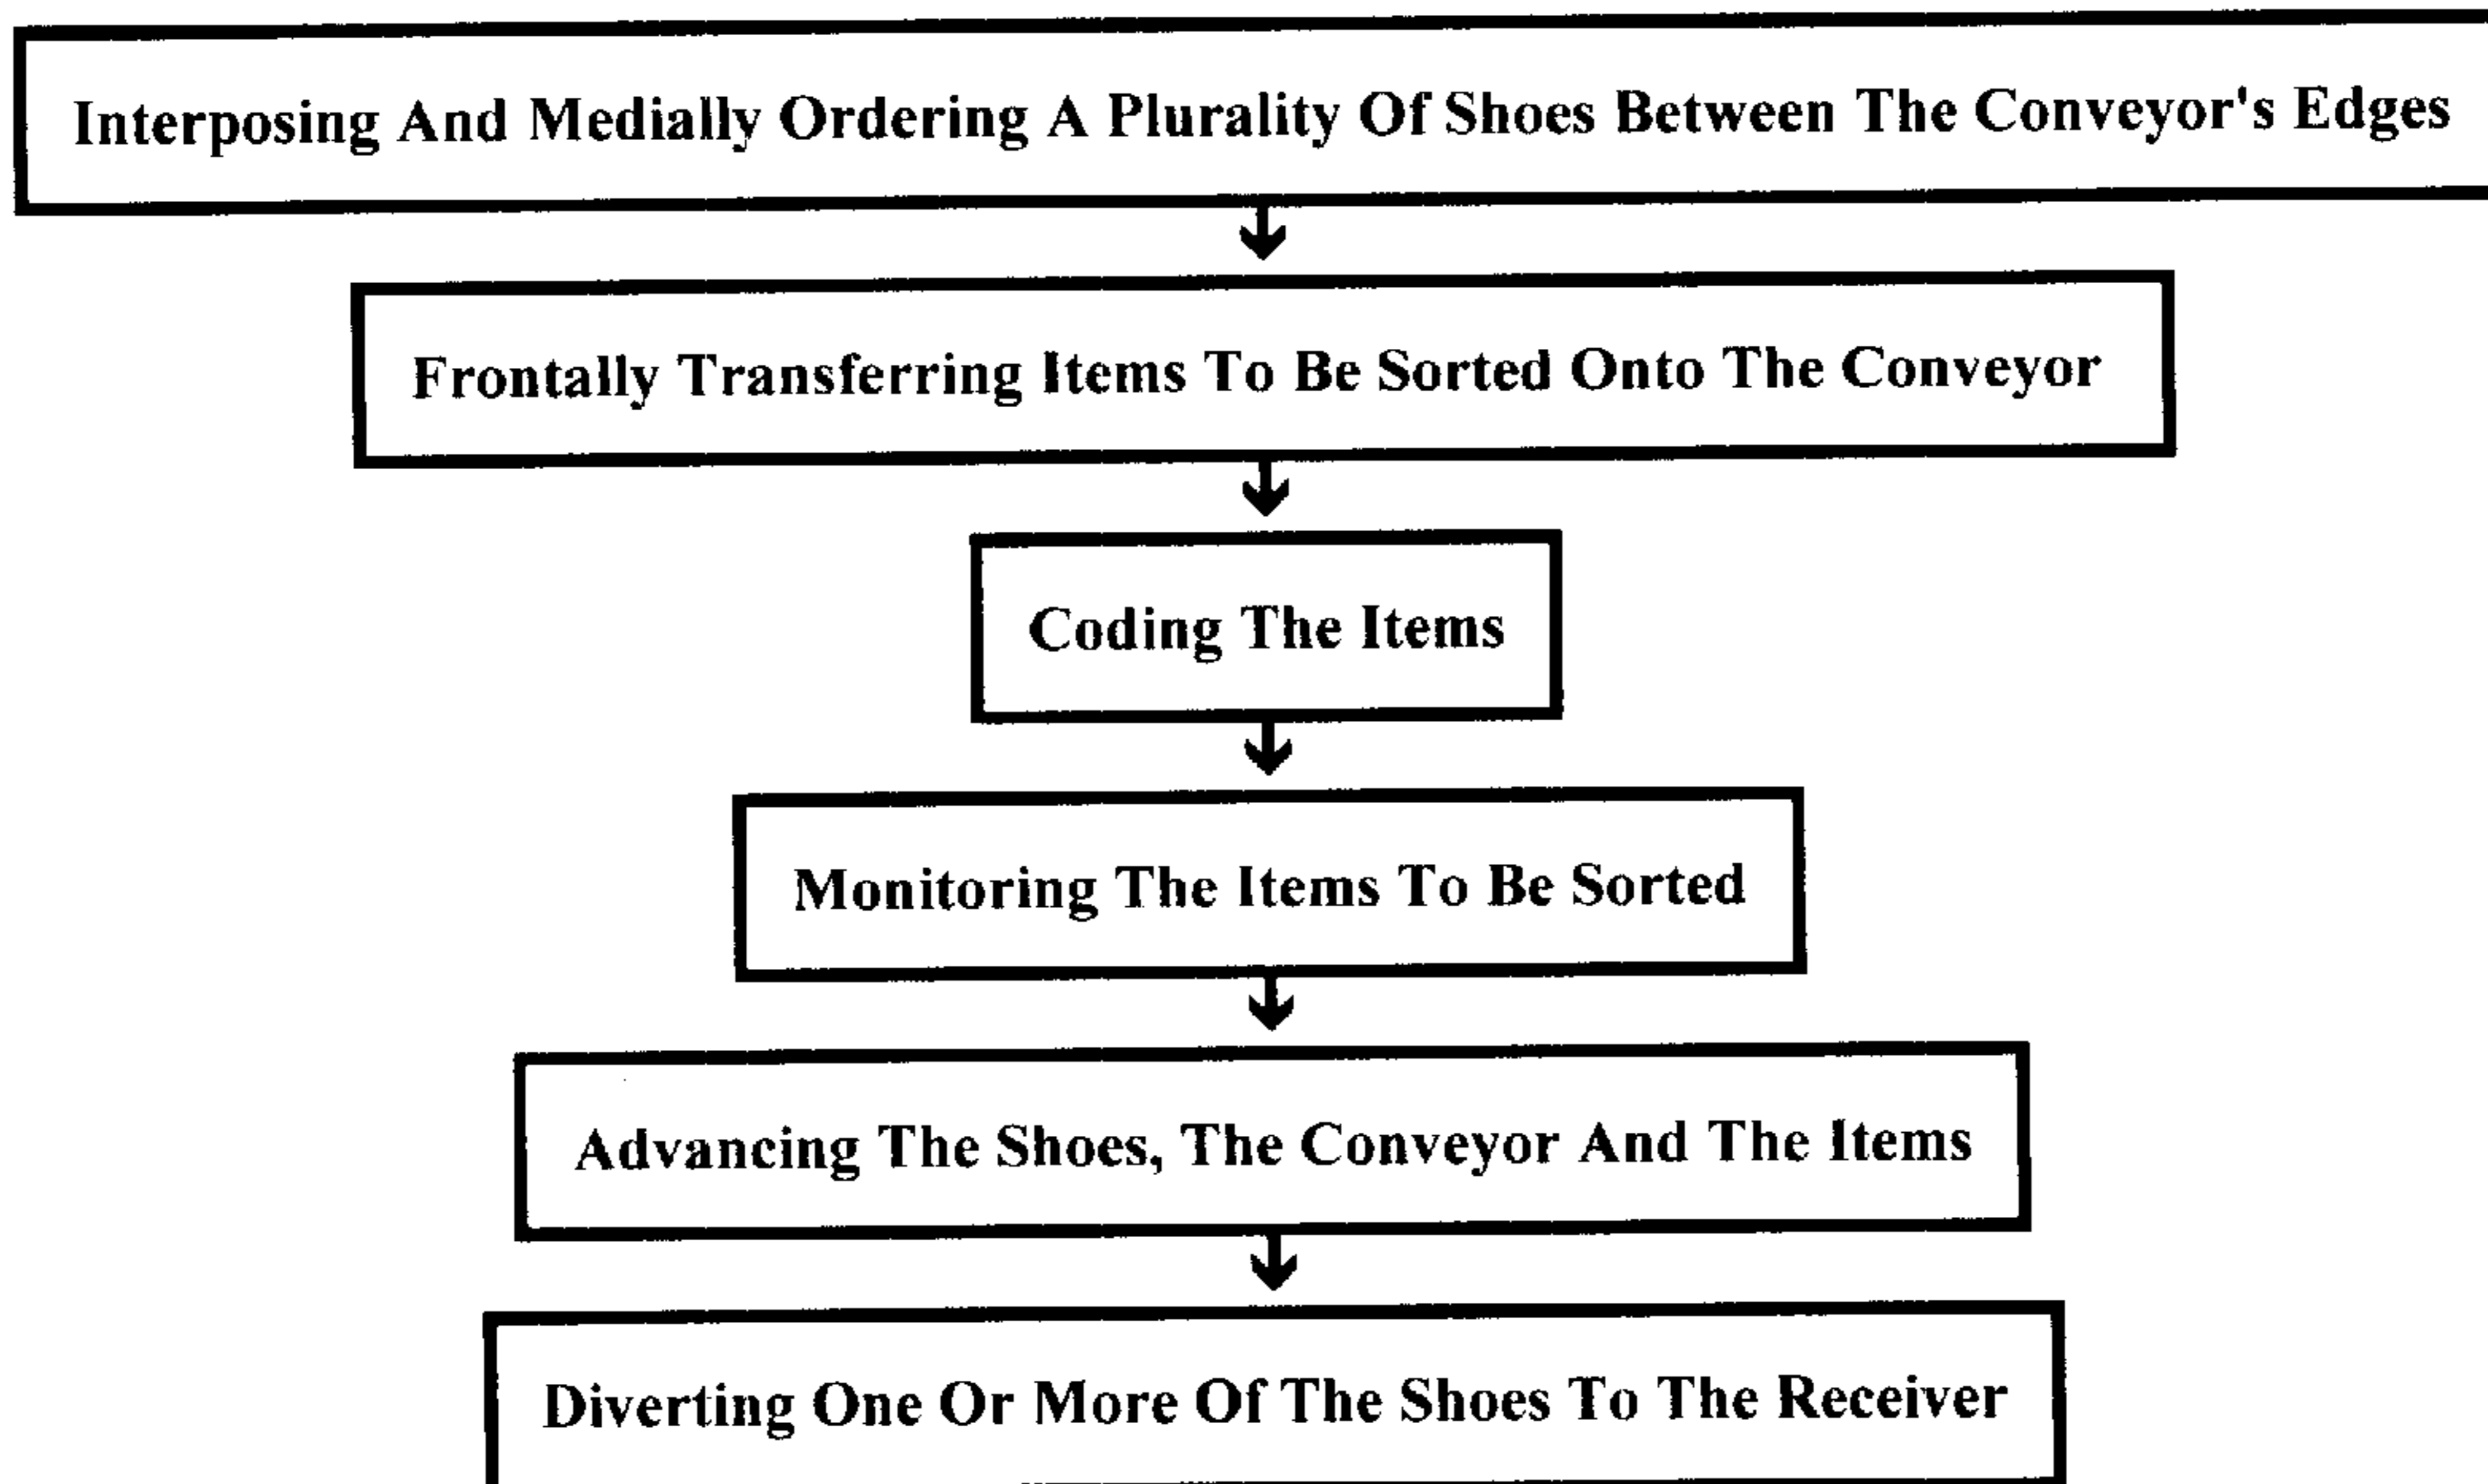 Interposing And Medially Ordering A Plurality Of Shoes Between The Conveyor's Edges
Frontally Transferring Items To Be Sorted Onto The Conveyor
Coding The Items
Monitoring The Items To Be Sorted
Advancing The Shoes, The Conveyor And The Items
Diverting One Or More Of The Shoes To The Receiver